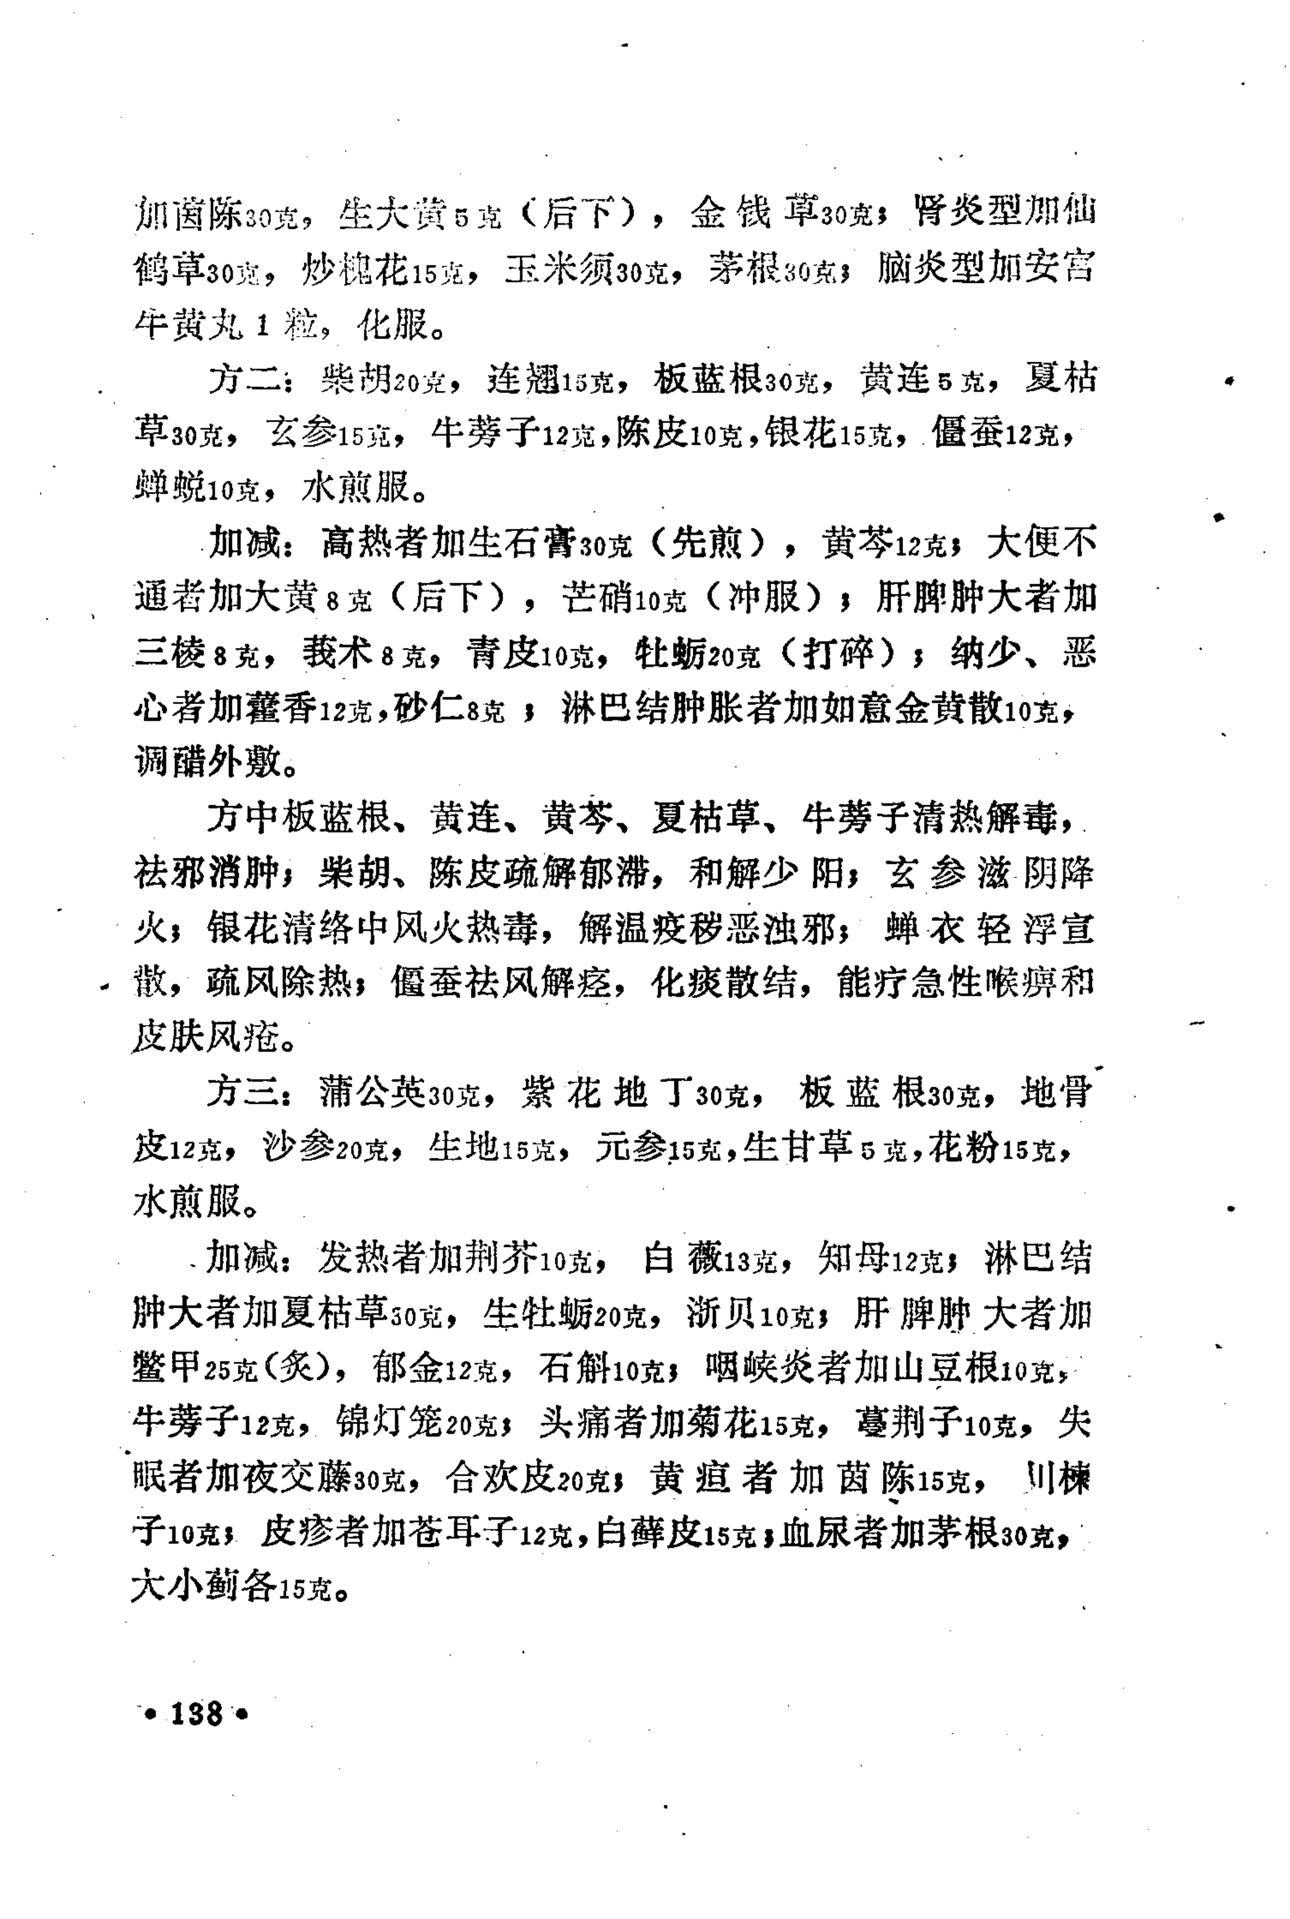 加茵陈30克，生大黄5克（后下），金钱草30克；肾炎型加仙
鹤草30克，炒槐花15克，玉米须30克，茅根30克；脑炎型加安宫
牛黄丸1粒，化服。
方二：柴胡20克，连翘15克，板蓝根30克，黄连5克，夏枯
草30克，玄参15克，牛蒡子12克，陈皮10克，银花15克，僵蚕12克，
蝉蜕10克，水煎服。
加减：高热者加生石膏30克（先煎），黄芩12克；大便不
通者加大黄8克（后下），芒硝10克（冲服）；肝脾肿大者加
三棱8克，莪术8克，青皮10克，牡蛎20克（打碎）；纳少、恶
心者加藿香12克，砂仁8克；淋巴结肿胀者加如意金黄散10克，
调醋外敷。
方中板蓝根、黄连、黄芩、夏枯草、牛蒡子清热解毒，
祛邪消肿；柴胡、陈皮疏解郁滞，和解少阳；玄参滋阴降
火；银花清络中风火热毒，解温疫秽恶浊邪；蝉衣轻浮宣
散，疏风除热；僵蚕祛风解痉，化痰散结，能疗急性喉痹和
皮肤风疮。
方三：蒲公英30克，紫花地丁30克，板蓝根30克，地骨
皮12克，沙参20克，生地15克，元参15克，生甘草5克，花粉15克，
水煎服。
加减：发热者加荆芥10克，白薇13克，知母12克；淋巴结
肿大者加夏枯草30克，生牡蛎20克，浙贝10克；肝脾肿大者加
鳖甲25克（炙），郁金12克，石斛10克；咽峡炎者加山豆根10克，
牛蒡子12克，锦灯笼20克；头痛者加菊花15克，蔓荆子10克，失
眠者加夜交藤30克，合欢皮20克；黄疸者加茵陈15克，川楝
子10克；皮疹者加苍耳子12克，白藓皮15克；血尿者加茅根30克，
大小蓟各15克。
•138•